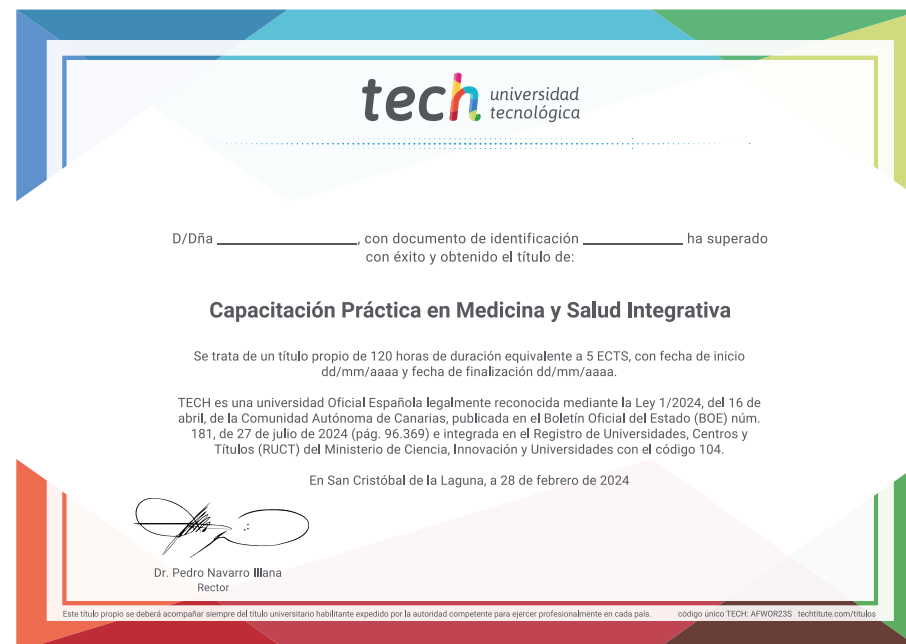 tech universidad
tecnológica
D/Dña ____________________, con documento de identificación ______________ ha superado
con éxito y obtenido el título de:
Capacitación Práctica en Medicina y Salud Integrativa
Se trata de un título propio de 120 horas de duración equivalente a 5 ECTS, con fecha de inicio
dd/mm/aaaa y fecha de finalización dd/mm/aaaa.
TECH es una universidad Oficial Española legalmente reconocida mediante la Ley 1/2024, del 16 de
abril, de la Comunidad Autónoma de Canarias, publicada en el Boletín Oficial del Estado (BOE) núm.
181, de 27 de julio de 2024 (pág. 96.369) e integrada en el Registro de Universidades, Centros y
Títulos (RUCT) del Ministerio de Ciencia, Innovación y Universidades con el código 104.
En San Cristóbal de la Laguna, a 28 de febrero de 2024
Dr. Pedro Navarro Illana
Rector
Este título propio se deberá acompañar siempre del título universitario habilitante expedido por la autoridad competente para ejercer profesionalmente en cada país. código único TECH: AFWOR23S techtitute.com/titulos